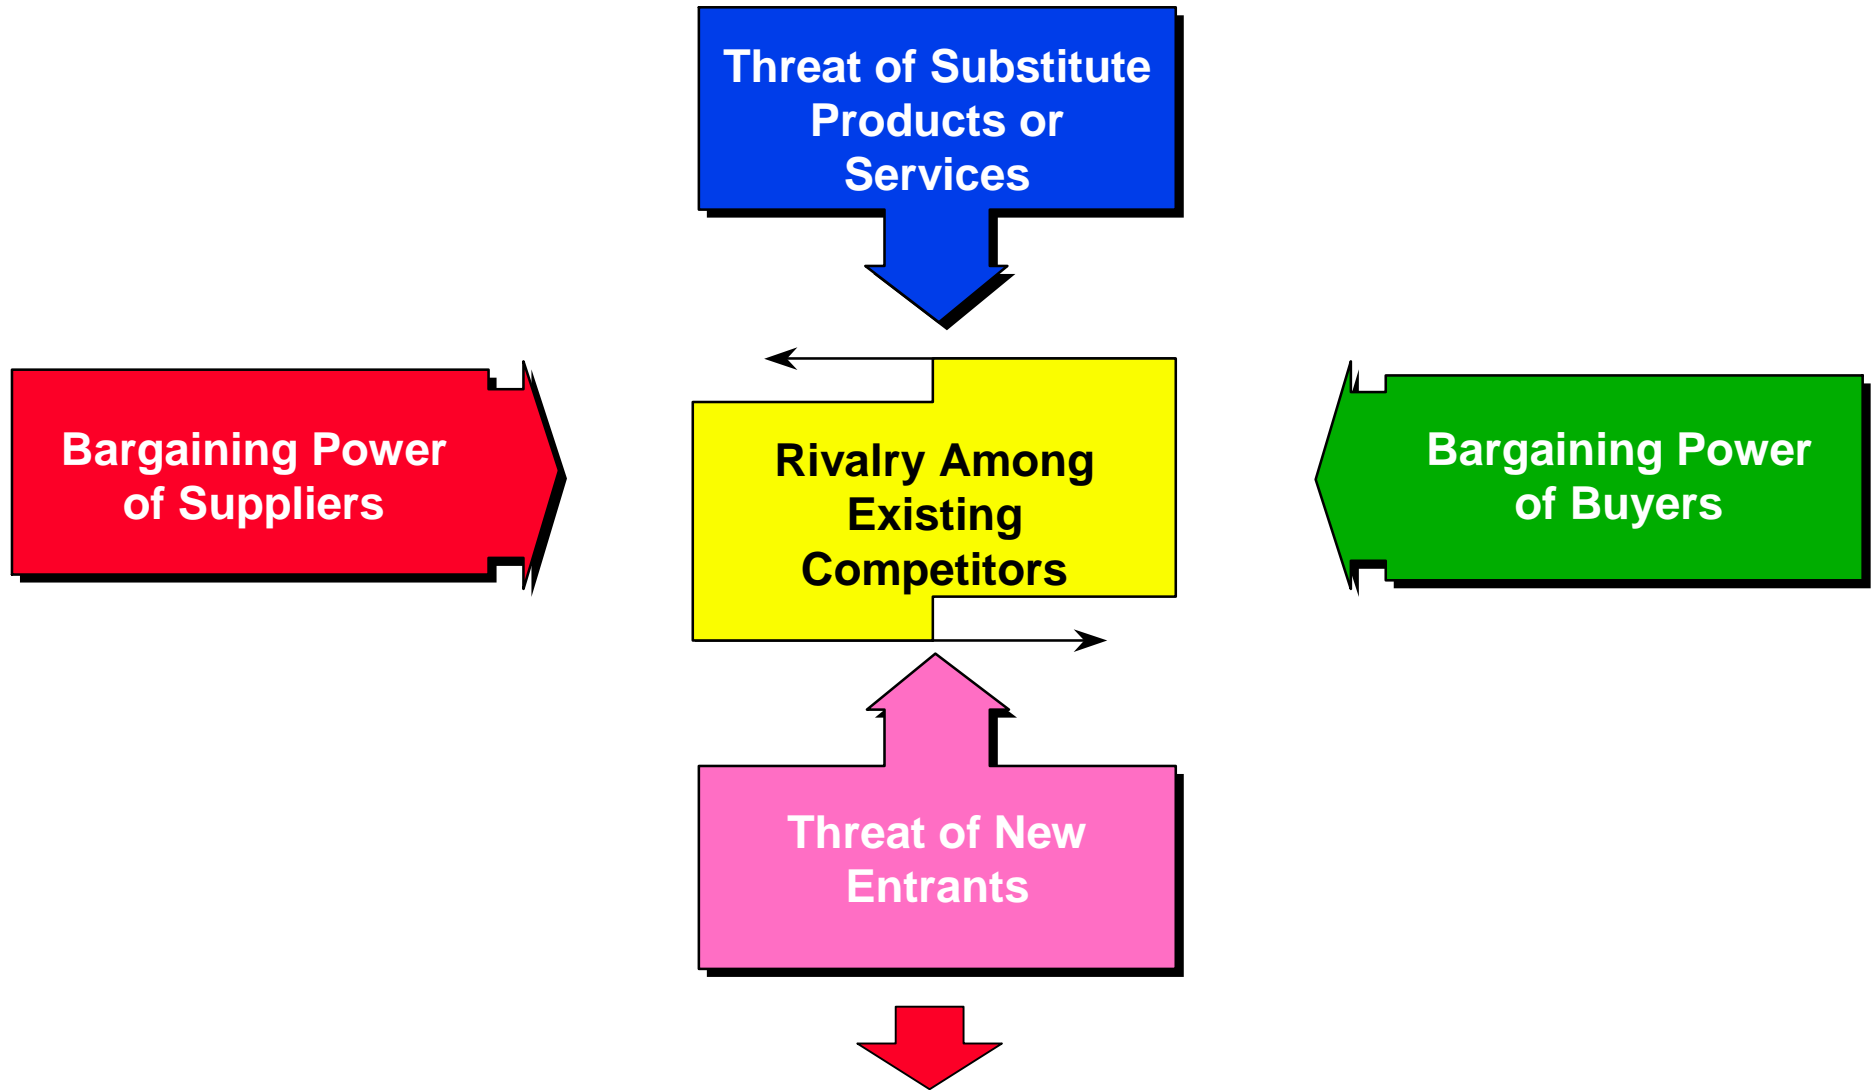 Threat of Substitute
Products or
Services
Bargaining Power
of Suppliers
Rivalry Among
Existing
Competitors
Bargaining Power
of Buyers
Threat of New
Entrants